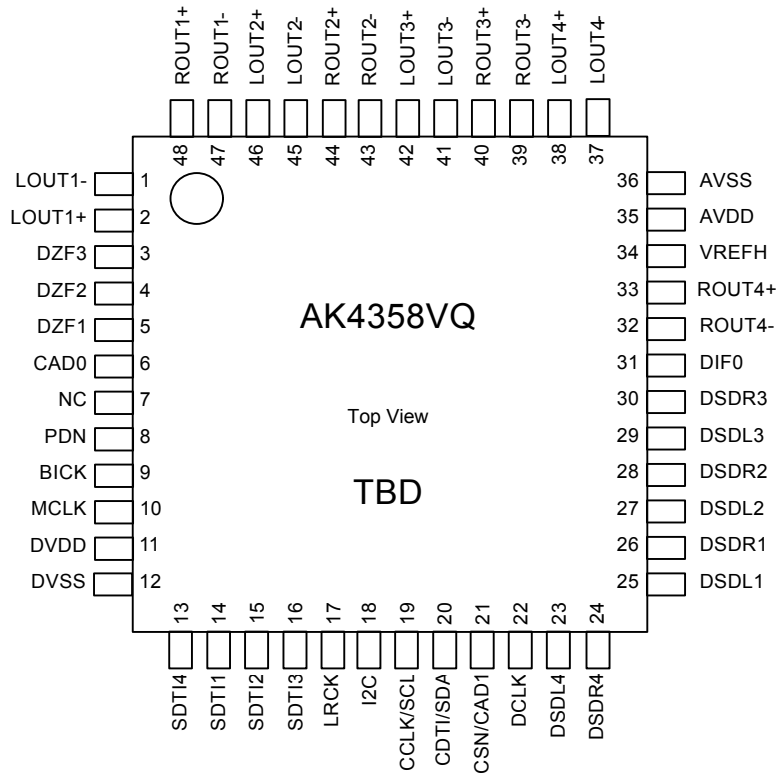 ROUT1+
ROUT1-
LOUT2+
LOUT2-
ROUT2+
ROUT2-
LOUT3+
LOUT3-
ROUT3+
ROUT3-
LOUT4+
LOUT4-
48
47
46
45
44
43
42
41
40
39
38
37
LOUT1- 1
LOUT1+ 2
DZF3 3
DZF2 4
DZF1 5
CAD0 6
NC 7
PDN 8
BICK 9
MCLK 10
DVDD 11
DVSS 12
AK4358VQ
Top View
TBD
36 AVSS
35 AVDD
34 VREFH
33 ROUT4+
32 ROUT4-
31 DIF0
30 DSDR3
29 DSDL3
28 DSDR2
27 DSDL2
26 DSDR1
25 DSDL1
13
14
15
16
17
18
19
20
21
22
23
24
SDTI4
SDTI1
SDTI2
SDTI3
LRCK
I2C
CCLK/SCL
CDTI/SDA
CSN/CAD1
DCLK
DSDL4
DSDR4